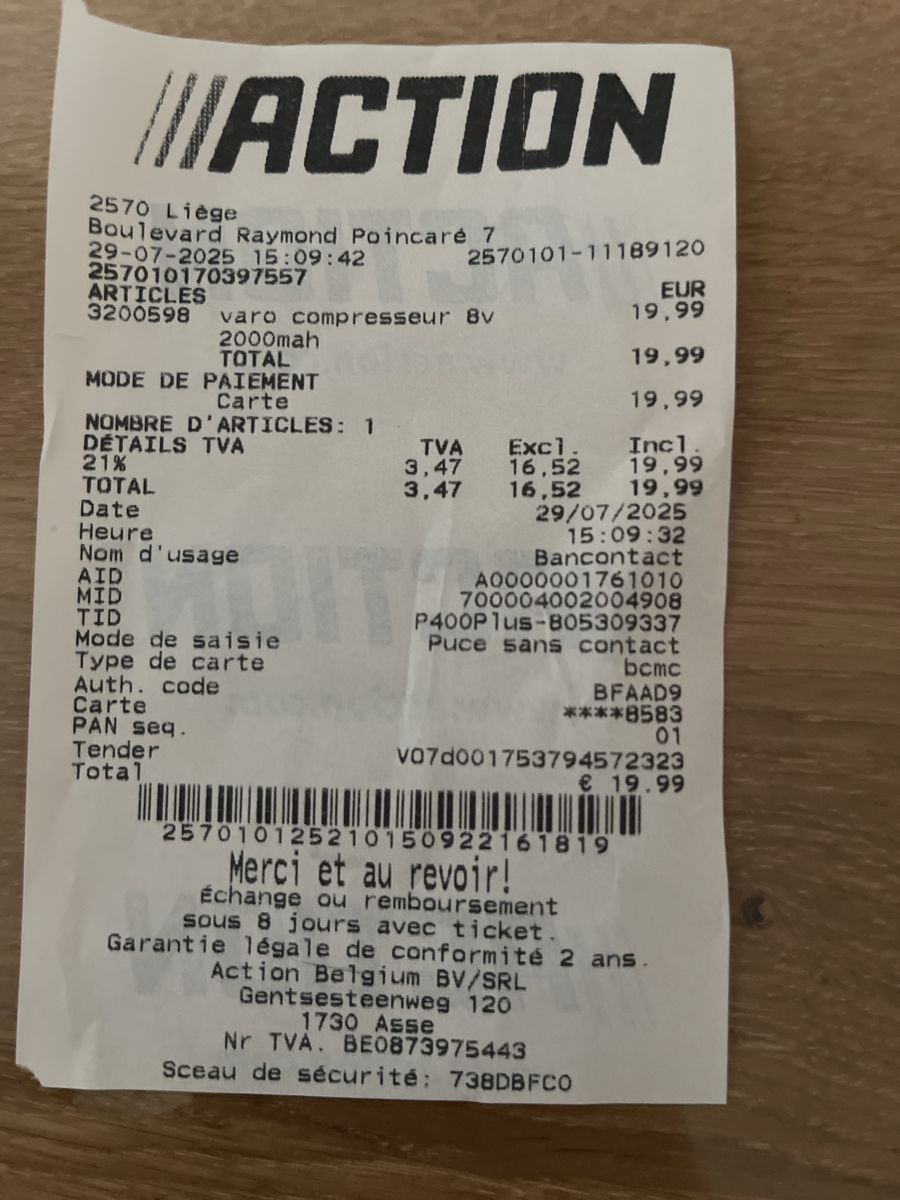 ///ACTION
2570 Liège
Boulevard Raymond Poincaré 7
29-07-2025 15:09:42 2570101-11189120
257010170397557
ARTICLES EUR
3200598 varo compresseur 8v 19,99
2000mah
TOTAL 19,99
MODE DE PAIEMENT
Carte 19,99
NOMBRE D'ARTICLES: 1
DÉTAILS TVA TVA Excl. Incl.
21% 3,47 16,52 19,99
TOTAL 3,47 16,52 19,99
Date 29/07/2025
Heure 15:09:32
Nom d'usage Bancontact
AID A0000001761010
MID 700004002004908
TID P400Plus-805309337
Mode de saisie Puce sans contact
Type de carte bcmc
Auth. code BFAAD9
Carte ****8583
PAN seq. 01
Tender V07d001753794572323
Total € 19.99
2570101252101509221618​19
Merci et au revoir!
Échange ou remboursement
sous 8 jours avec ticket.
Garantie légale de conformité 2 ans.
Action Belgium BV/SRL
Gentsesteenweg 120
1730 Asse
Nr TVA. BE0873975443
Sceau de sécurité: 738DBFC0